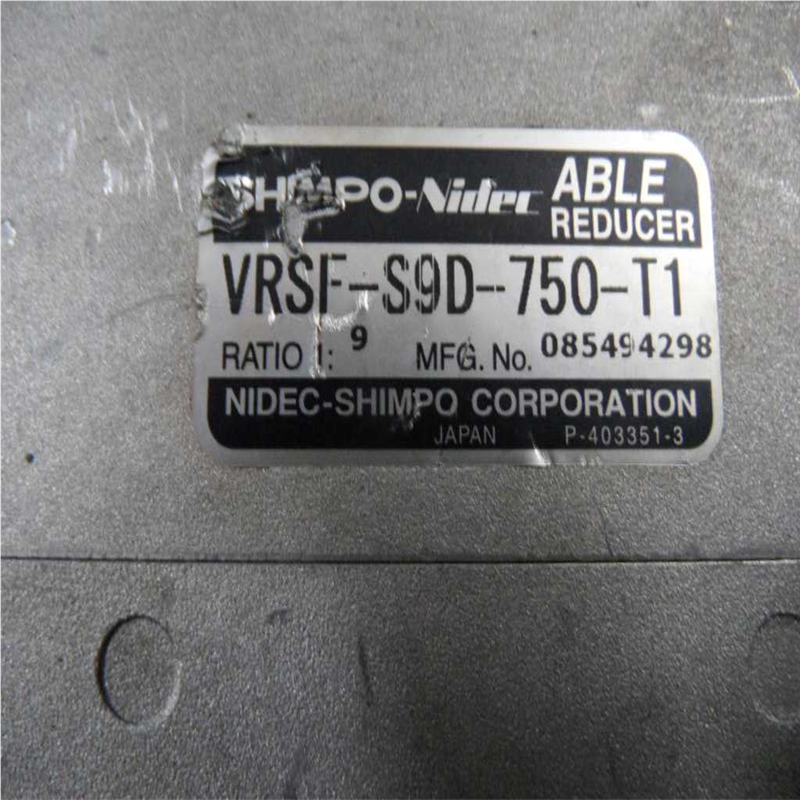 SHIMPO-Nidec ABLE
REDUCER
VRSF-S9D-750-T1
RATIO 1: 9 MFG. No. 085494298
NIDEC-SHIMPO CORPORATION
JAPAN P-403351-3